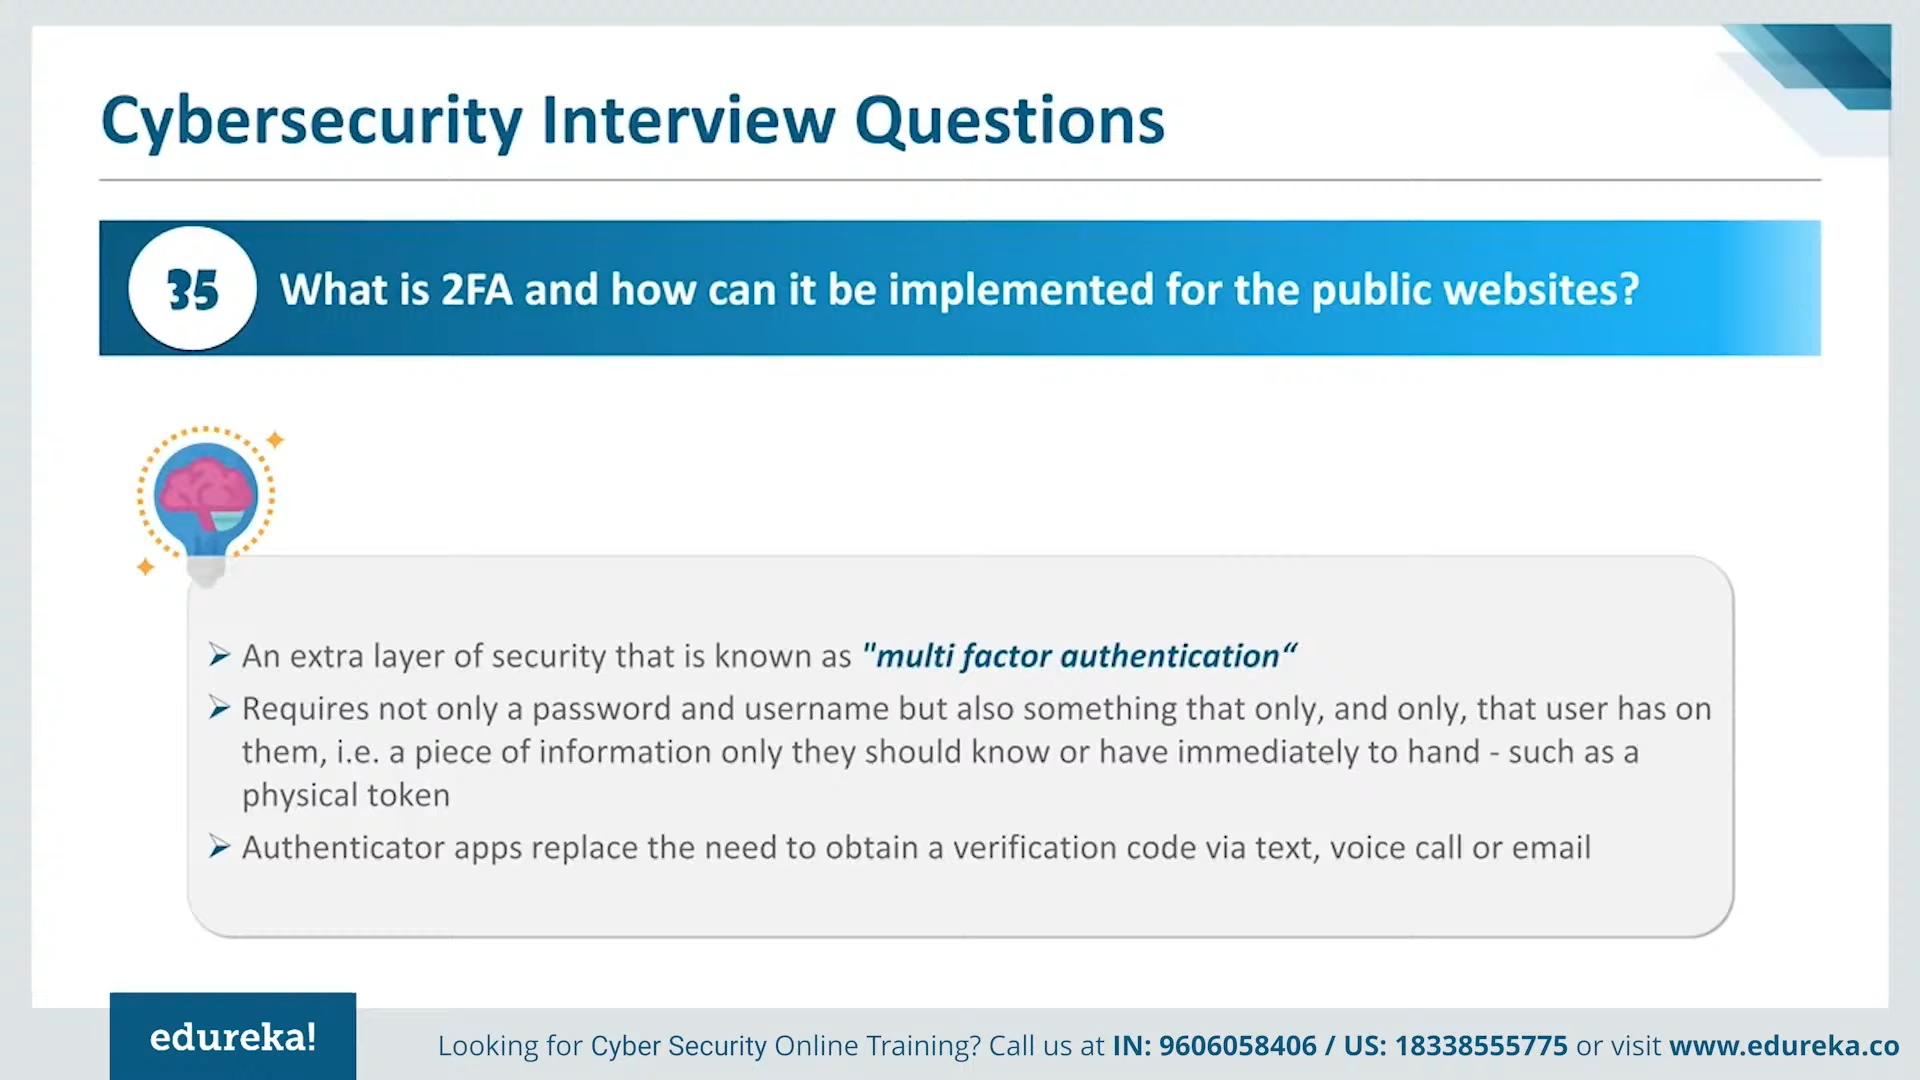 Cybersecurity Interview Questions
35
What is 2FA and how can it be implemented for the public websites?
An extra layer of security that is known as "multi factor authentication“
Requires not only a password and username but also something that only, and only, that user has on
them, i.e. a piece of information only they should know or have immediately to hand - such as a
physical token
Authenticator apps replace the need to obtain a verification code via text, voice call or email
edureka!
Looking for Cyber Security Online Training? Call us at IN: 9606058406 / US: 18338555775 or visit www.edureka.co